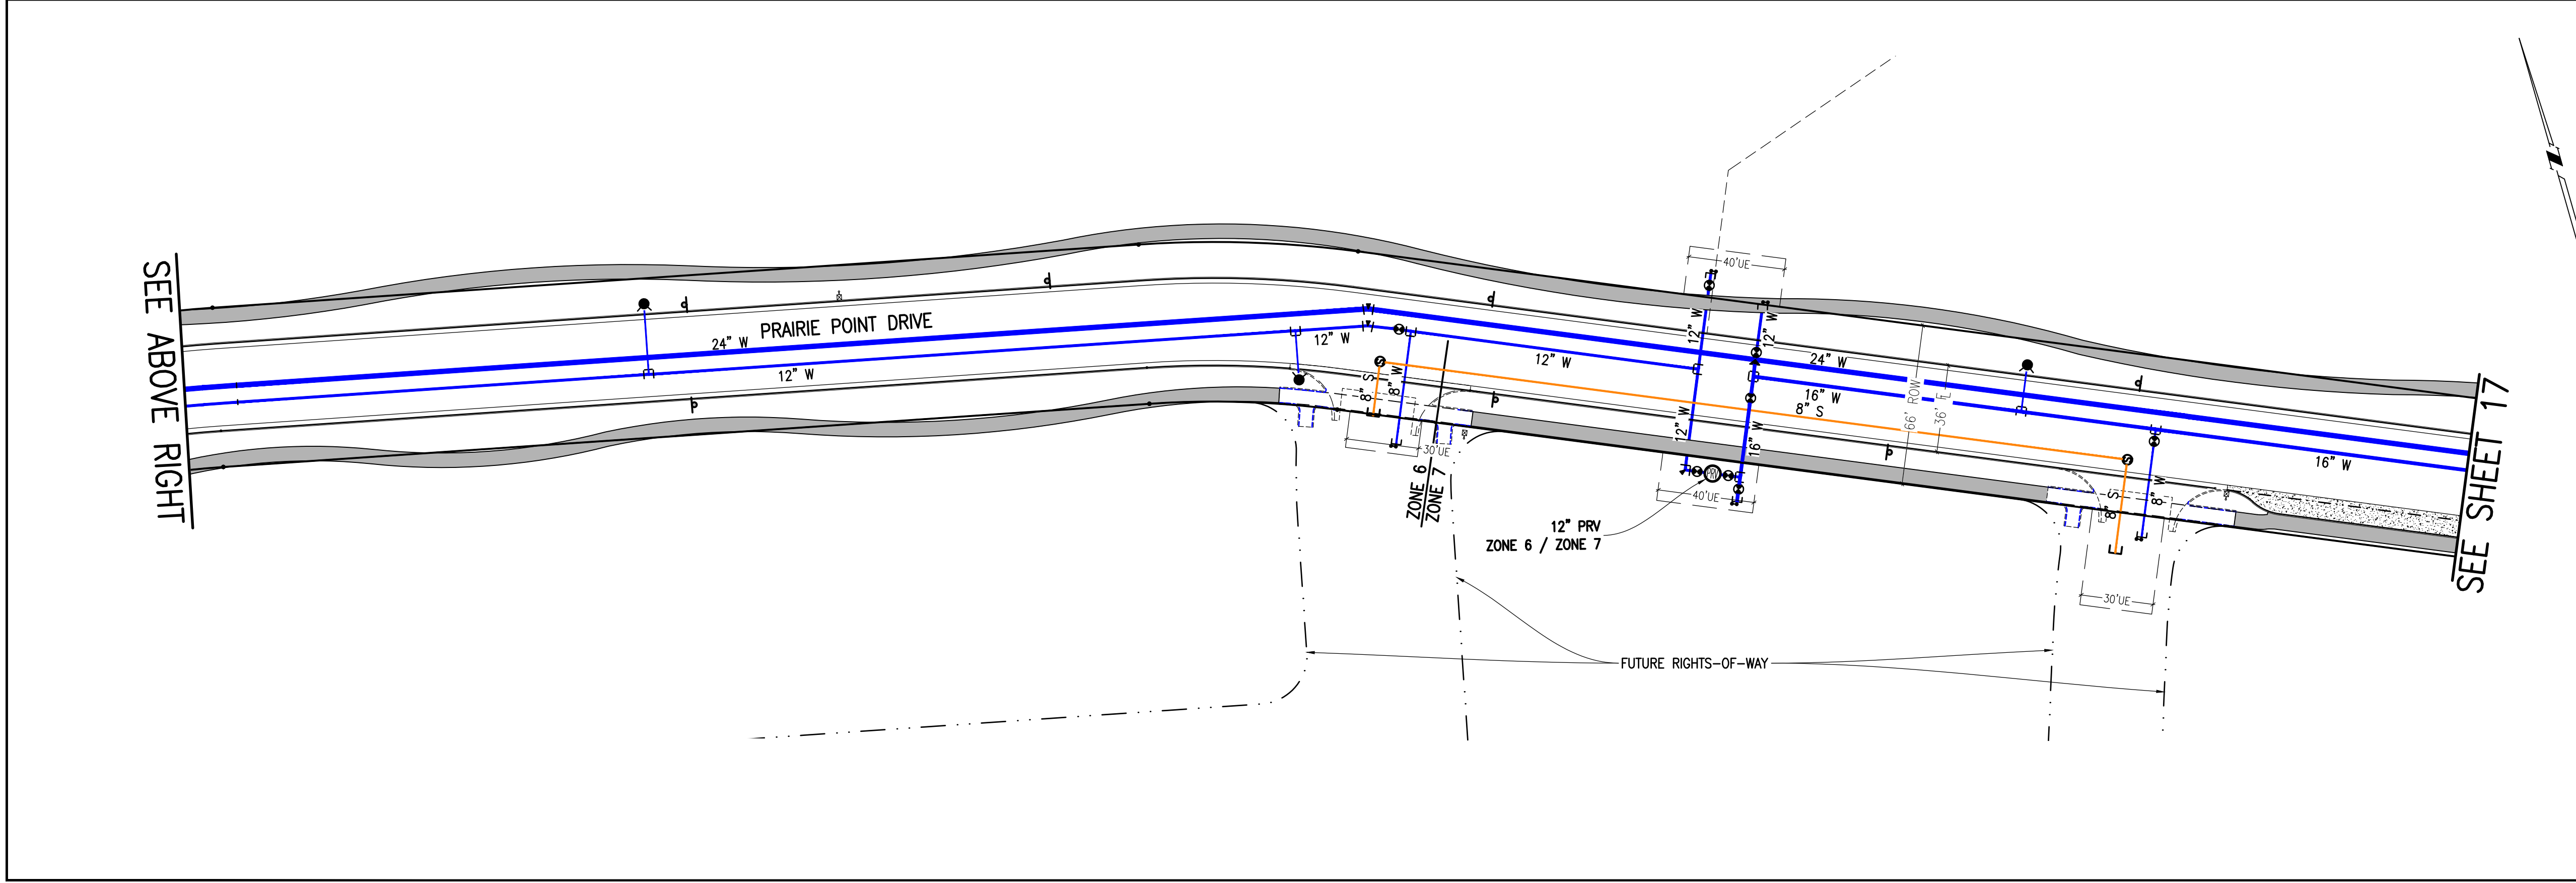 SEE ABOVE RIGHT
PRAIRIE POINT DRIVE
24" W
12" W
12" W
8" S
8" W
30'UE
ZONE 6
ZONE 7
12" W
40'UE
12" W
12" W
12" W
16" W
PRV
40'UE
12" PRV
ZONE 6 / ZONE 7
24" W
16" W
8" S
66' ROW
36' FL
8" S
8" W
30'UE
16" W
SEE SHEET 17
FUTURE RIGHTS-OF-WAY
S
S